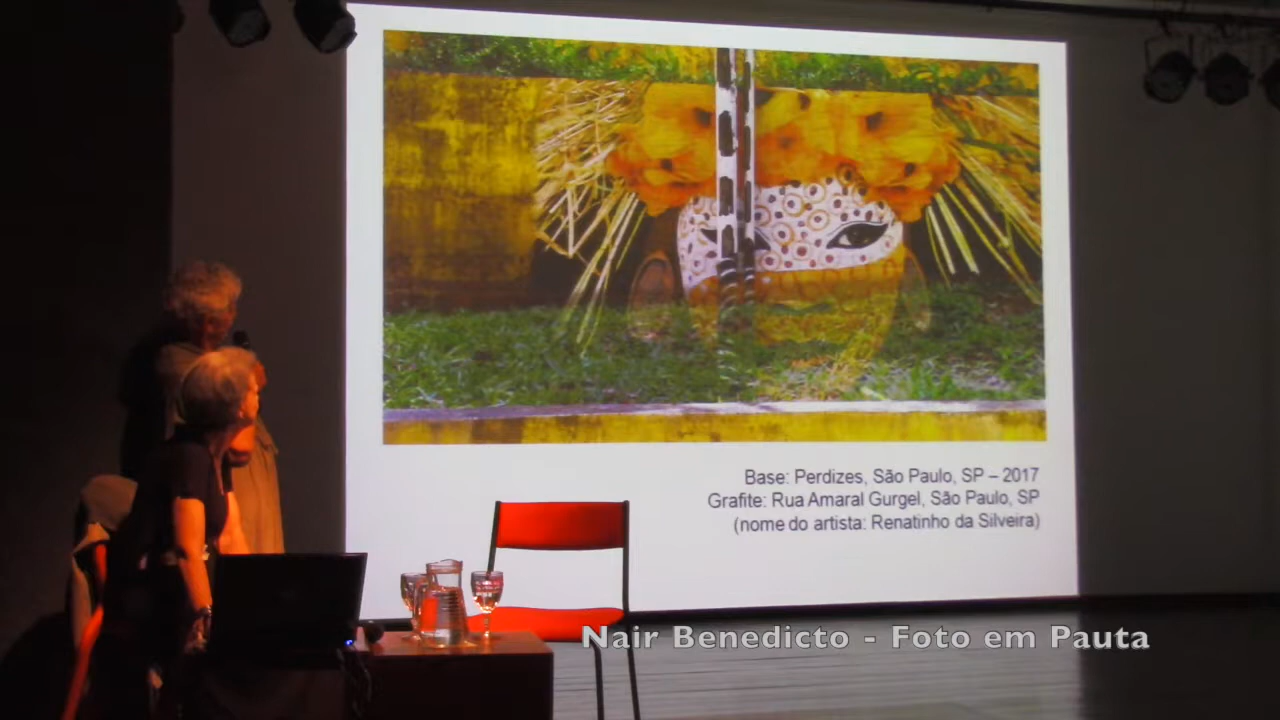 Base: Perdizes, São Paulo, SP – 2017
Grafite: Rua Amaral Gurgel, São Paulo, SP
(nome do artista: Renatinho da Silveira)
Nair Benedicto - Foto em Pauta